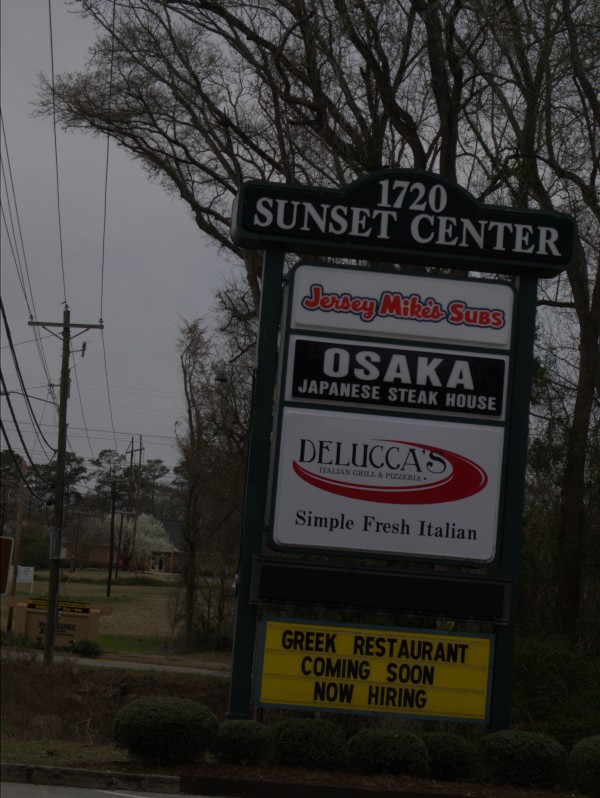 1720
SUNSET CENTER
Jersey Mike's Subs
OSAKA
JAPANESE STEAK HOUSE
DELUCCA'S
ITALIAN GRILL & PIZZERIA •
Simple Fresh Italian
GREEK RESTAURANT
COMING SOON
NOW HIRING